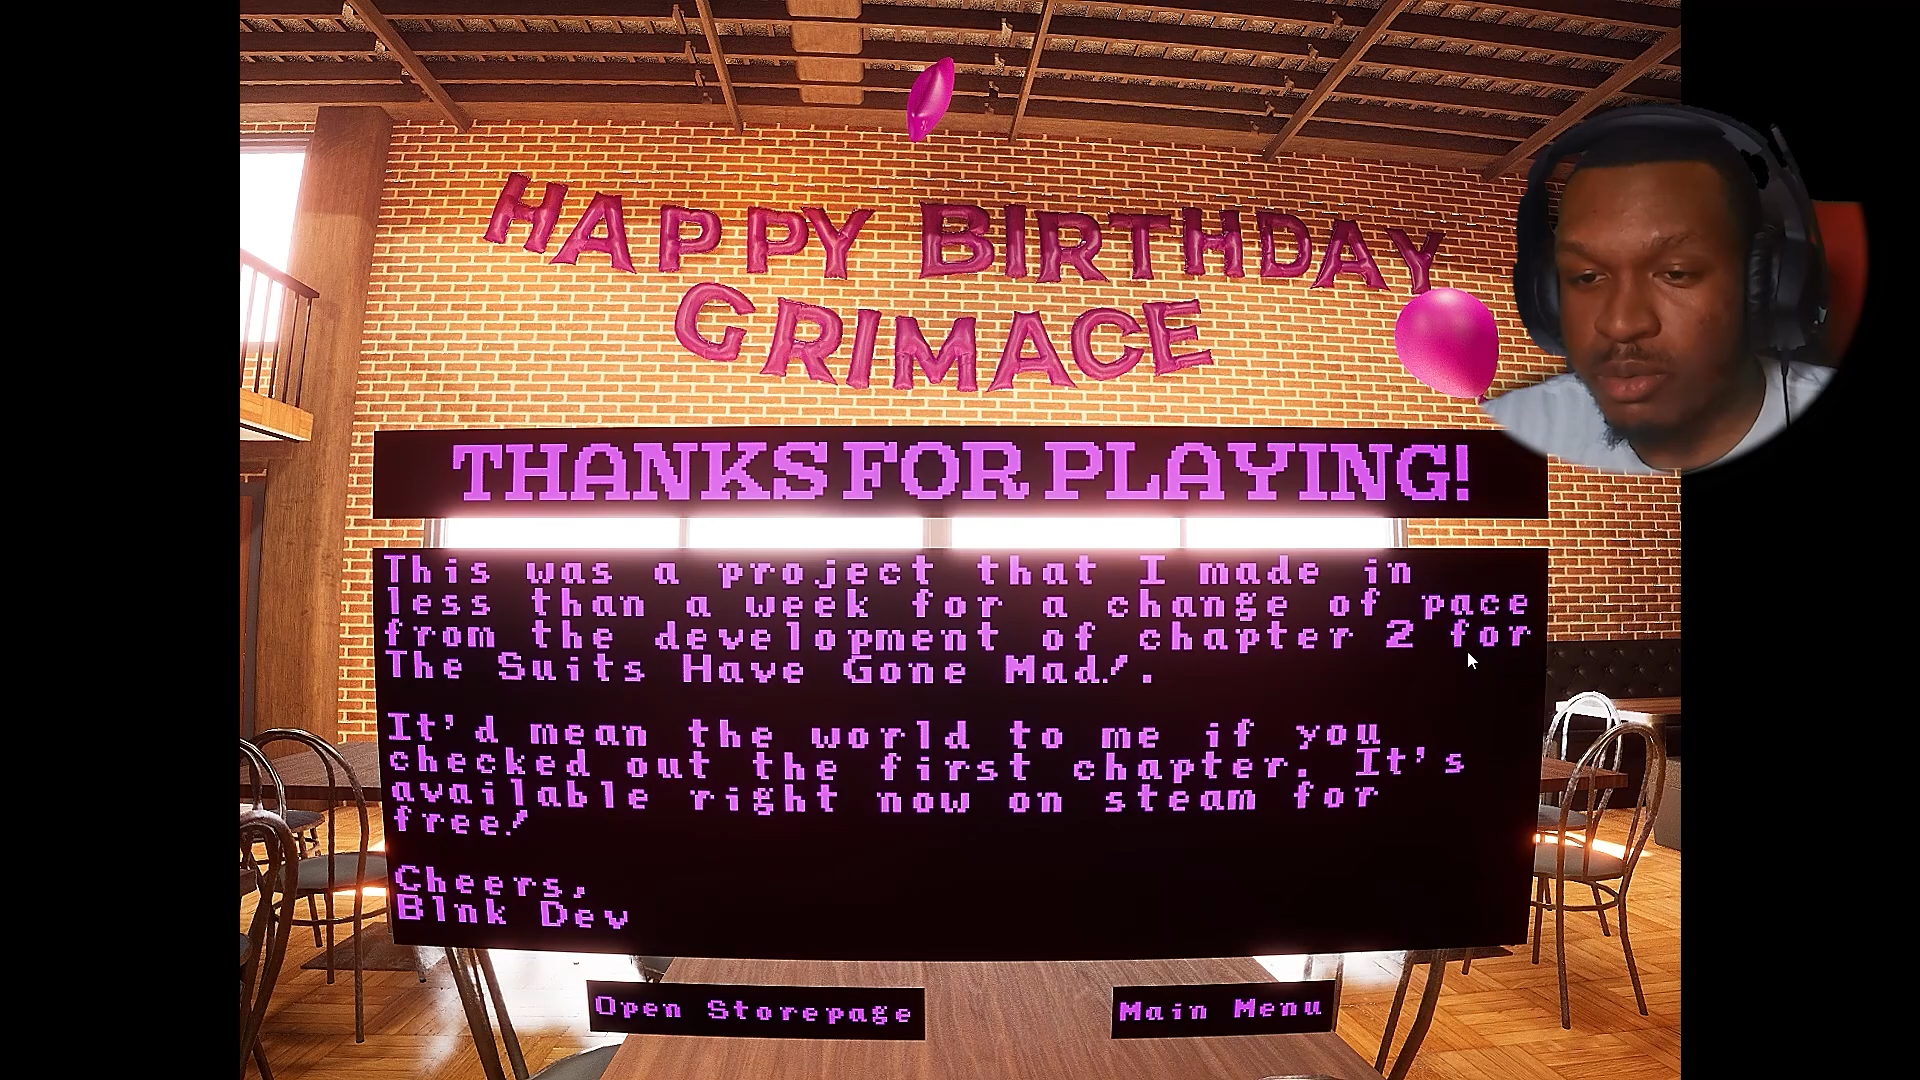 HAPPY BIRTHDAY
GRIMACE
THANKS FOR PLAYING!
This was a project that I made in
less than a week for a change of pace
from the development of chapter 2 for
The Suits Have Gone Mad!.
It'd mean the world to me if you
checked out the first chapter. It's
available right now on steam for
free!
Cheers,
Blnk Dev
Open Storepage
Main Menu